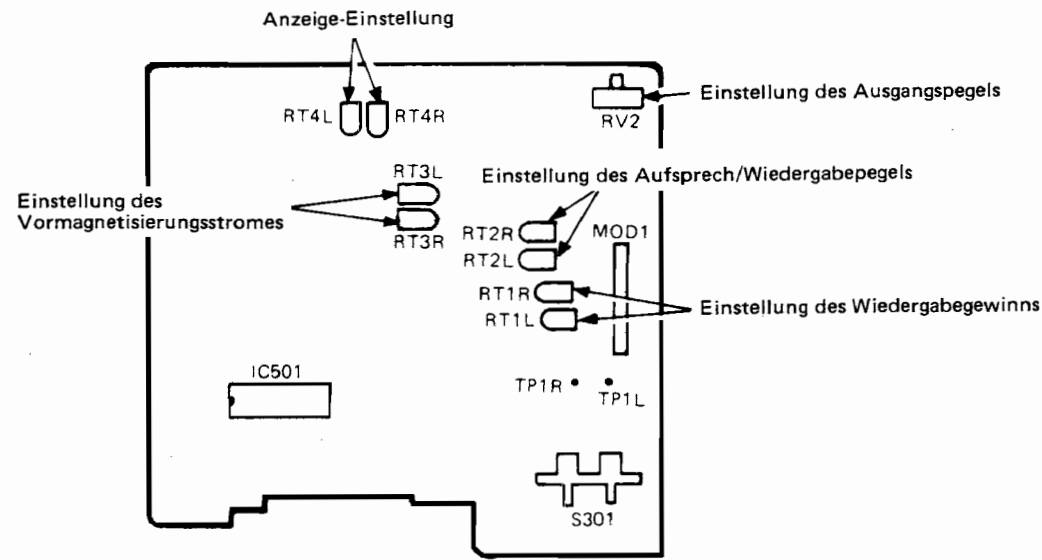 Anzeige-Einstellung
RT4L
RT4R
RV2
Einstellung des Ausgangspegels
RT3L
Einstellung des Aufsprech/Wiedergabepegels
Einstellung des
Vormagnetisierungsstromes
RT3R
RT2R
MOD1
RT2L
RT1R
Einstellung des Wiedergabegewinns
RT1L
IC501
TP1R
TP1L
S301